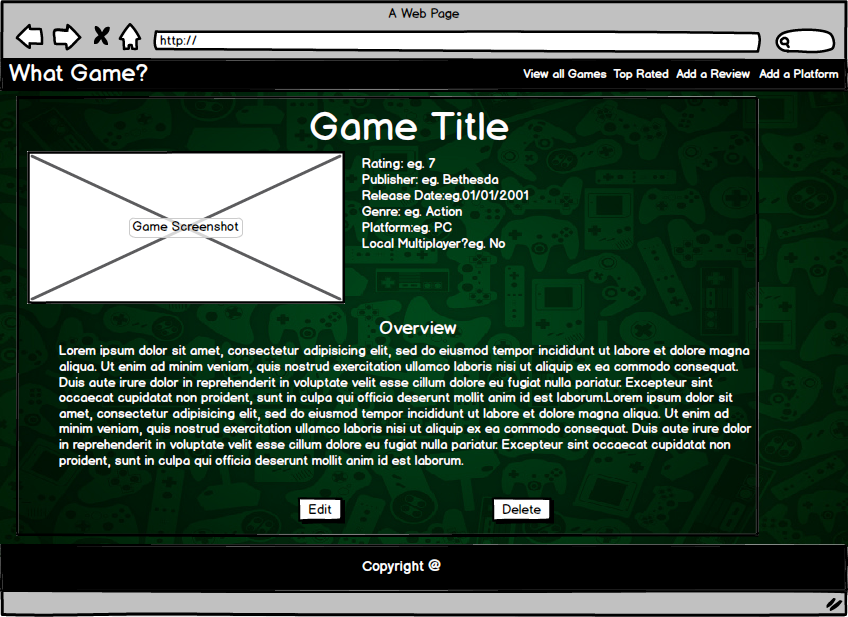 A Web Page
http://
What Game?
View all Games Top Rated Add a Review Add a Platform
Game Title
Game Screenshot
Rating: eg. 7
Publisher: eg. Bethesda
Release Date:eg.01/01/2001
Genre: eg. Action
Platform:eg. PC
Local Multiplayer?eg. No
Overview
Lorem ipsum dolor sit amet, consectetur adipisicing elit, sed do eiusmod tempor incididunt ut labore et dolore magna
aliqua. Ut enim ad minim veniam, quis nostrud exercitation ullamco laboris nisi ut aliquip ex ea commodo consequat.
Duis aute irure dolor in reprehenderit in voluptate velit esse cillum dolore eu fugiat nulla pariatur. Excepteur sint
occaecat cupidatat non proident, sunt in culpa qui officia deserunt mollit anim id est laborum.Lorem ipsum dolor sit
amet, consectetur adipisicing elit, sed do eiusmod tempor incididunt ut labore et dolore magna aliqua. Ut enim ad
minim veniam, quis nostrud exercitation ullamco laboris nisi ut aliquip ex ea commodo consequat. Duis aute irure dolor
in reprehenderit in voluptate velit esse cillum dolore eu fugiat nulla pariatur. Excepteur sint occaecat cupidatat non
proident, sunt in culpa qui officia deserunt mollit anim id est laborum.
Edit Delete
Copyright @